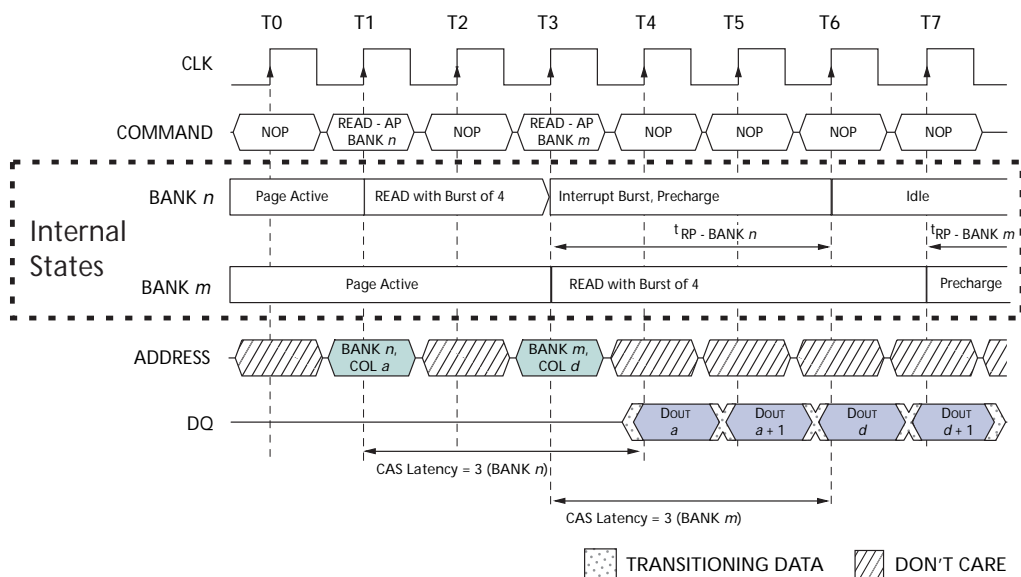 T0 T1 T2 T3 T4 T5 T6 T7
CLK
COMMAND NOP READ - AP BANK n NOP READ - AP BANK m NOP NOP NOP NOP
Internal States
BANK n Page Active READ with Burst of 4 Interrupt Burst, Precharge Idle
tRP - BANK n tRP - BANK m
BANK m Page Active READ with Burst of 4 Precharge
ADDRESS BANK n, COL a BANK m, COL d
DQ DOUT a DOUT a + 1 DOUT d DOUT d + 1
CAS Latency = 3 (BANK n)
CAS Latency = 3 (BANK m)
TRANSITIONING DATA DON'T CARE